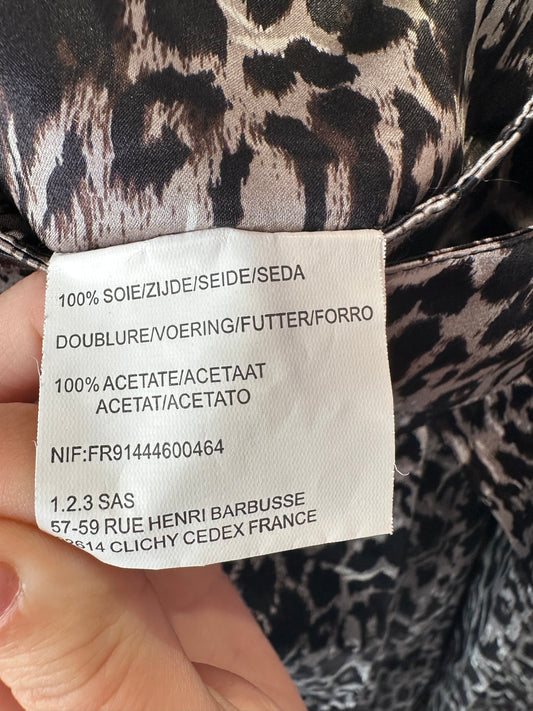 100% SOIE/ZIJDE/SEIDE/SEDA
DOUBLURE/VOERING/FUTTER/FORRO
100% ACETATE/ACETAAT
ACETAT/ACETATO
NIF:FR91444600464
1.2.3 SAS
57-59 RUE HENRI BARBUSSE
CLICHY CEDEX FRANCE